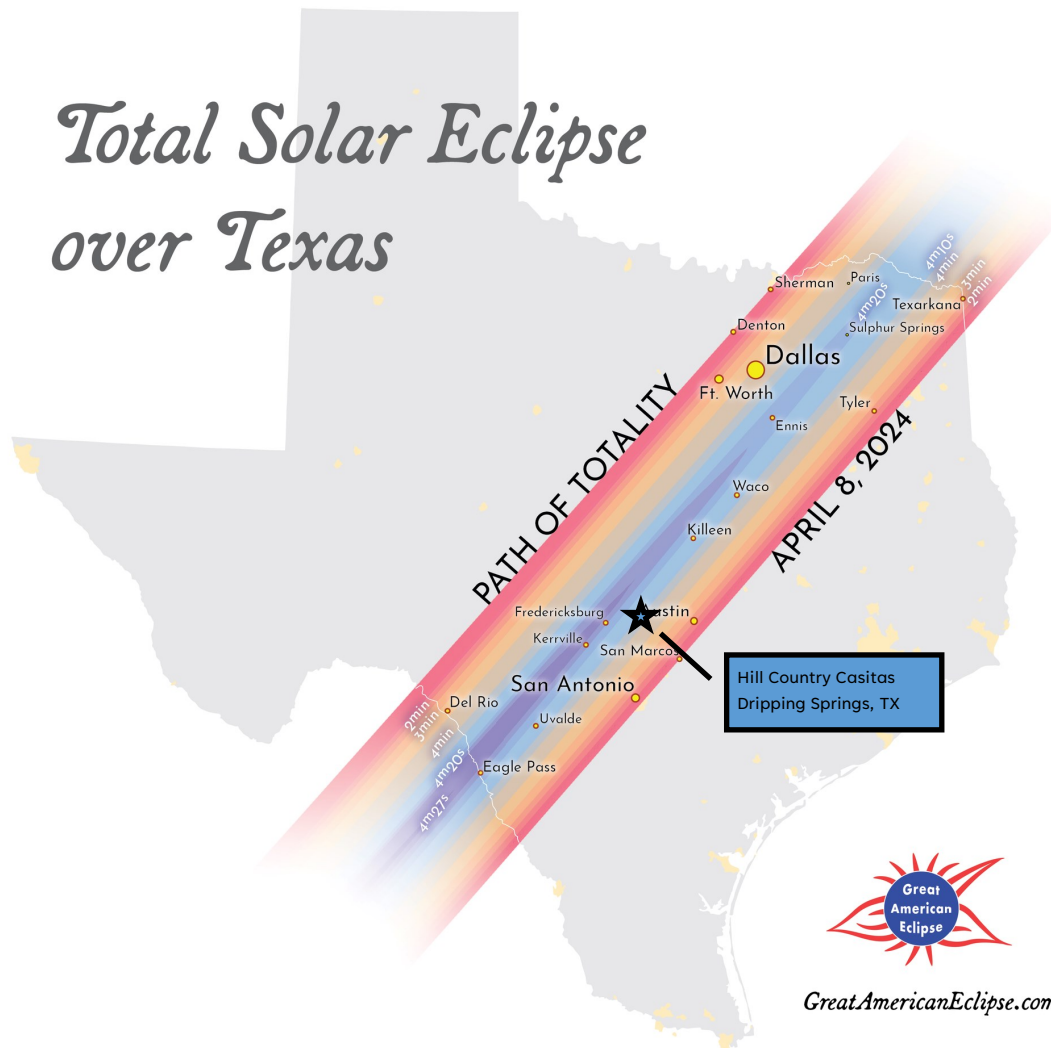 Total Solar Eclipse
over Texas
PATH OF TOTALITY
APRIL 8, 2024
4m10s
4min
3min
2min
4m20s
Sherman
Paris
Texarkana
Denton
Sulphur Springs
Dallas
Ft. Worth
Tyler
Ennis
Waco
Killeen
Fredericksburg
Austin
Kerrville
San Marcos
San Antonio
Del Rio
Uvalde
Eagle Pass
2min
3min
4min
4m20s
4m27s
Hill Country Casitas
Dripping Springs, TX
Great
American
Eclipse
GreatAmericanEclipse.com